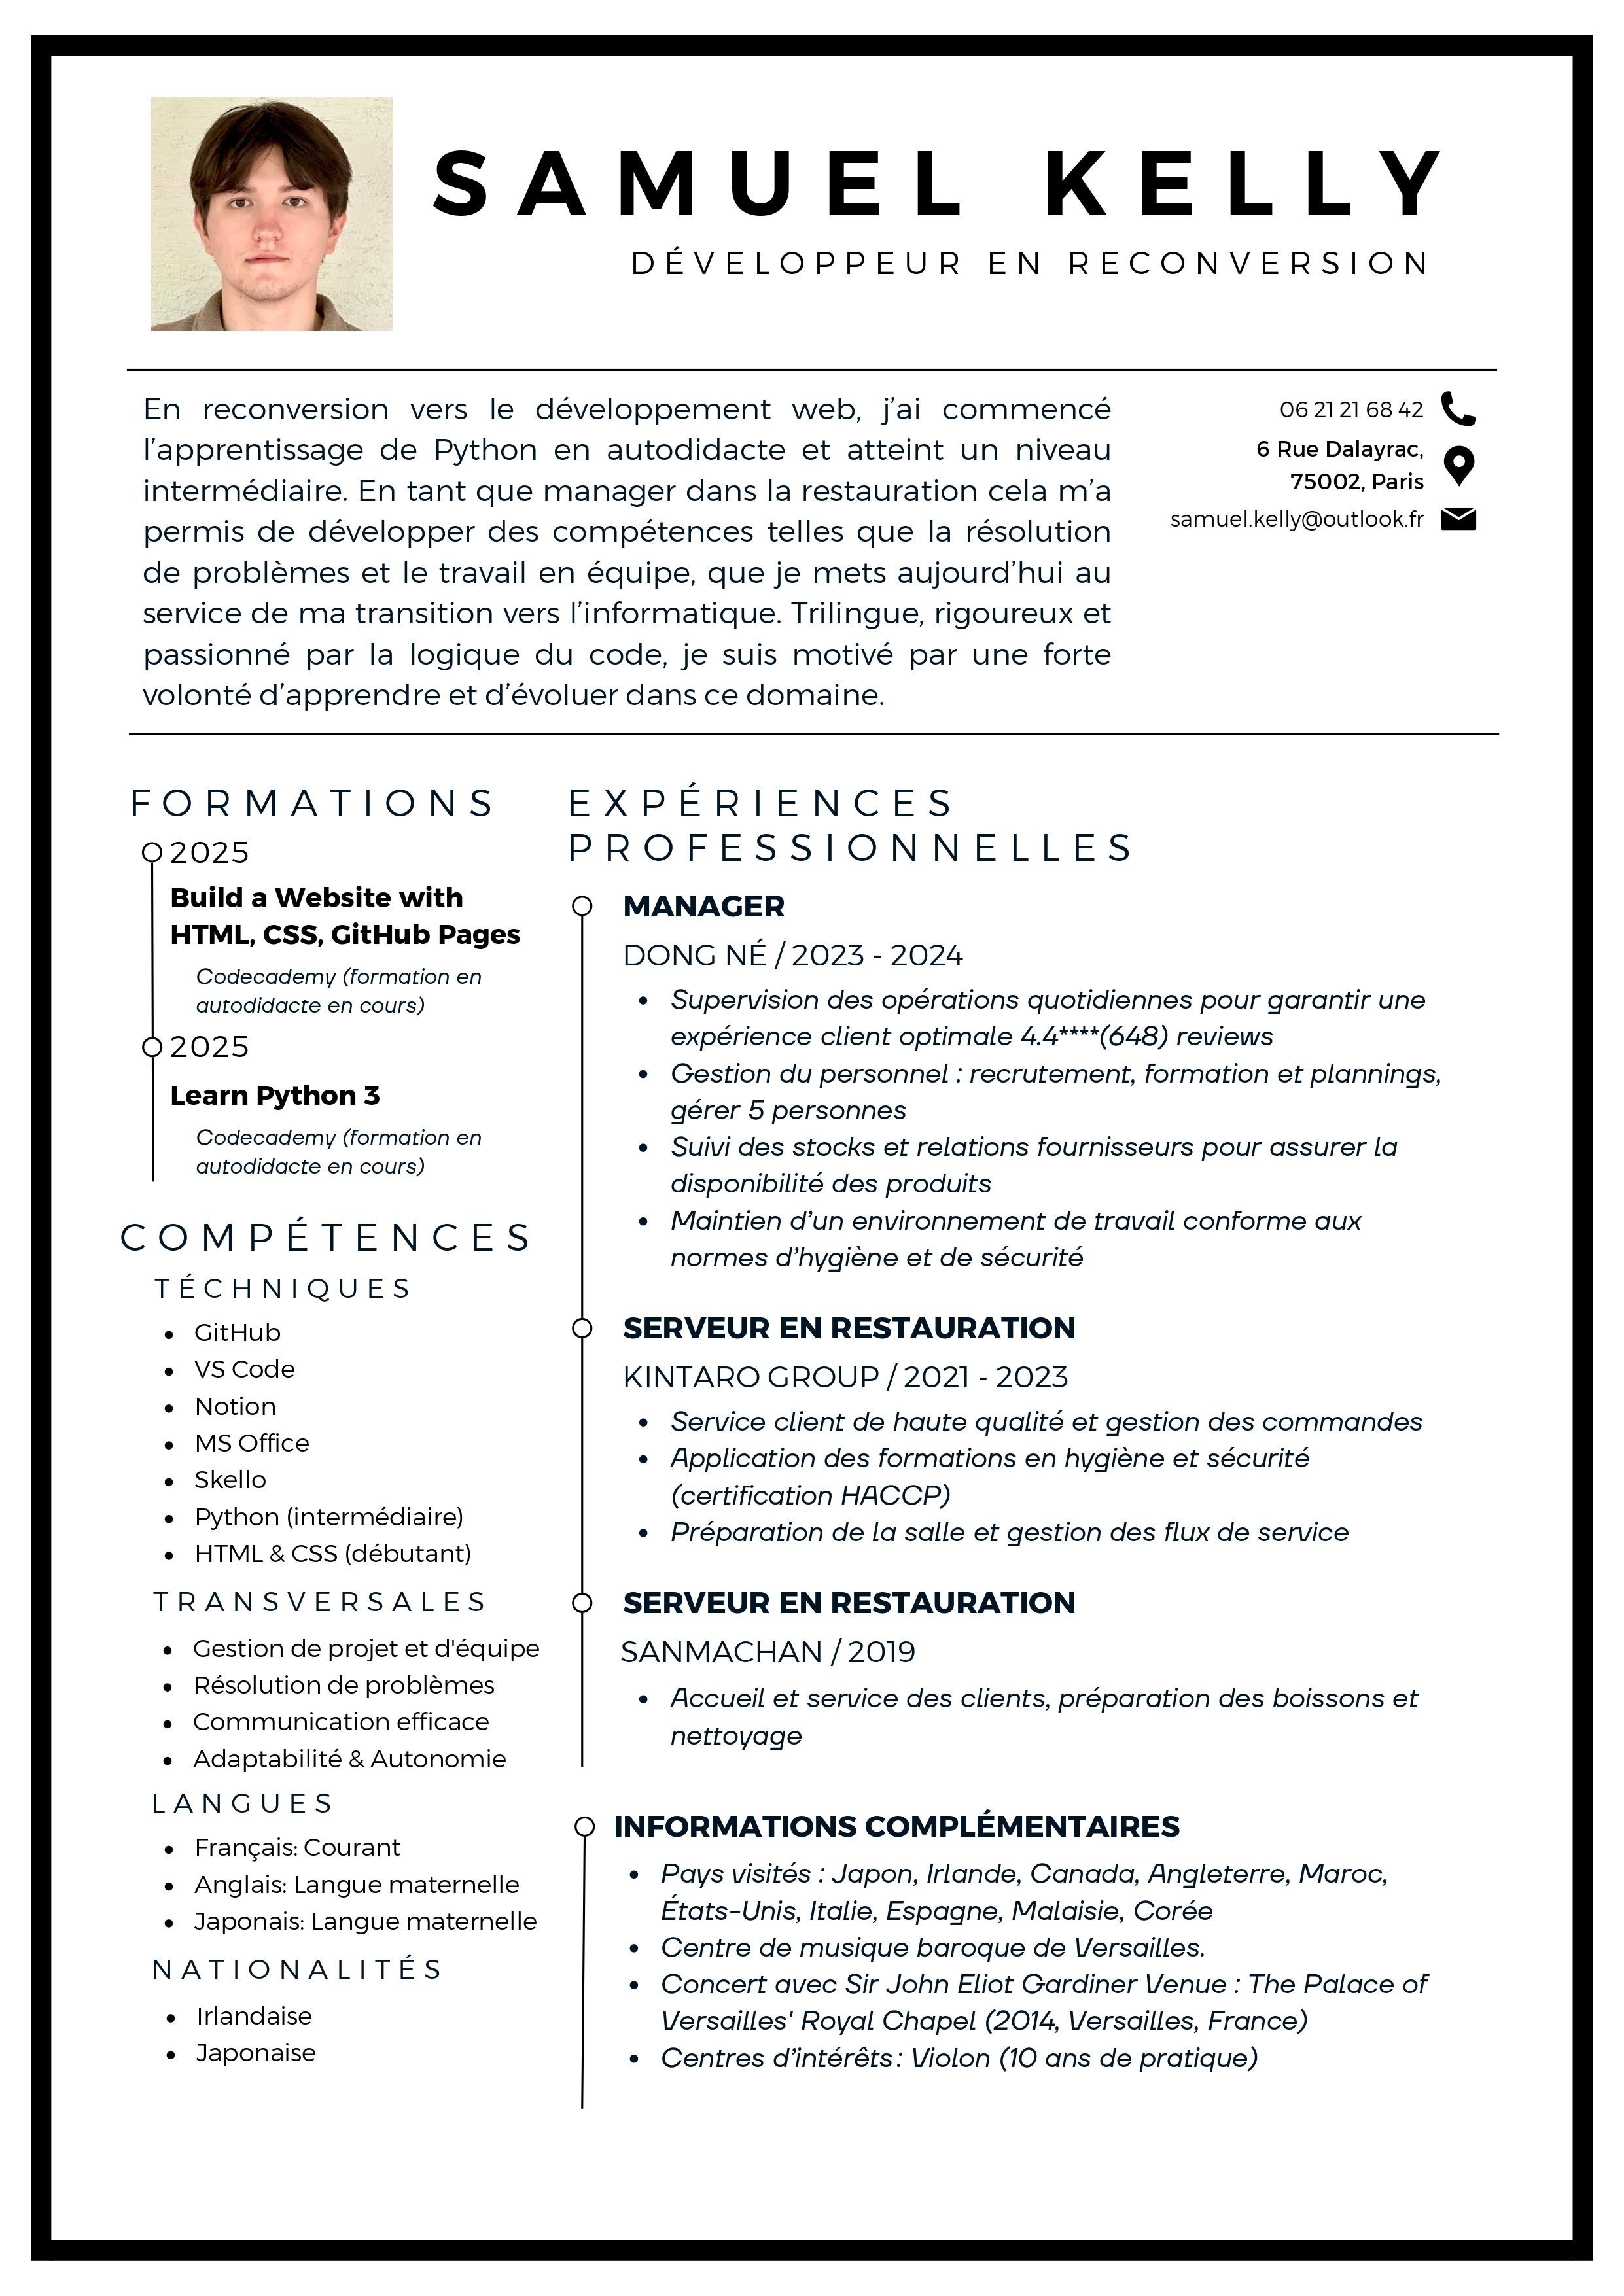 SAMUEL KELLY
DÉVELOPPEUR EN RECONVERSION
En reconversion vers le développement web, j’ai commencé
l’apprentissage de Python en autodidacte et atteint un niveau
intermédiaire. En tant que manager dans la restauration cela m’a
permis de développer des compétences telles que la résolution
de problèmes et le travail en équipe, que je mets aujourd’hui au
service de ma transition vers l’informatique. Trilingue, rigoureux et
passionné par la logique du code, je suis motivé par une forte
volonté d’apprendre et d’évoluer dans ce domaine.
06 21 21 68 42
6 Rue Dalayrac,
75002, Paris
samuel.kelly@outlook.fr
FORMATIONS
2025
Build a Website with
HTML, CSS, GitHub Pages
Codecademy (formation en
autodidacte en cours)
2025
Learn Python 3
Codecademy (formation en
autodidacte en cours)
COMPÉTENCES
TÉCHNIQUES
• GitHub
• VS Code
• Notion
• MS Office
• Skello
• Python (intermédiaire)
• HTML & CSS (débutant)
TRANSVERSALES
• Gestion de projet et d'équipe
• Résolution de problèmes
• Communication efficace
• Adaptabilité & Autonomie
LANGUES
• Français: Courant
• Anglais: Langue maternelle
• Japonais: Langue maternelle
NATIONALITÉS
• Irlandaise
• Japonaise
EXPÉRIENCES
PROFESSIONNELLES
MANAGER
DONG NÉ / 2023 - 2024
• Supervision des opérations quotidiennes pour garantir une
expérience client optimale 4.4****(648) reviews
• Gestion du personnel : recrutement, formation et plannings,
gérer 5 personnes
• Suivi des stocks et relations fournisseurs pour assurer la
disponibilité des produits
• Maintien d’un environnement de travail conforme aux
normes d’hygiène et de sécurité
SERVEUR EN RESTAURATION
KINTARO GROUP / 2021 - 2023
• Service client de haute qualité et gestion des commandes
• Application des formations en hygiène et sécurité
(certification HACCP)
• Préparation de la salle et gestion des flux de service
SERVEUR EN RESTAURATION
SANMACHAN / 2019
• Accueil et service des clients, préparation des boissons et
nettoyage
INFORMATIONS COMPLÉMENTAIRES
• Pays visités : Japon, Irlande, Canada, Angleterre, Maroc,
États-Unis, Italie, Espagne, Malaisie, Corée
• Centre de musique baroque de Versailles.
• Concert avec Sir John Eliot Gardiner Venue : The Palace of
Versailles' Royal Chapel (2014, Versailles, France)
• Centres d’intérêts : Violon (10 ans de pratique)